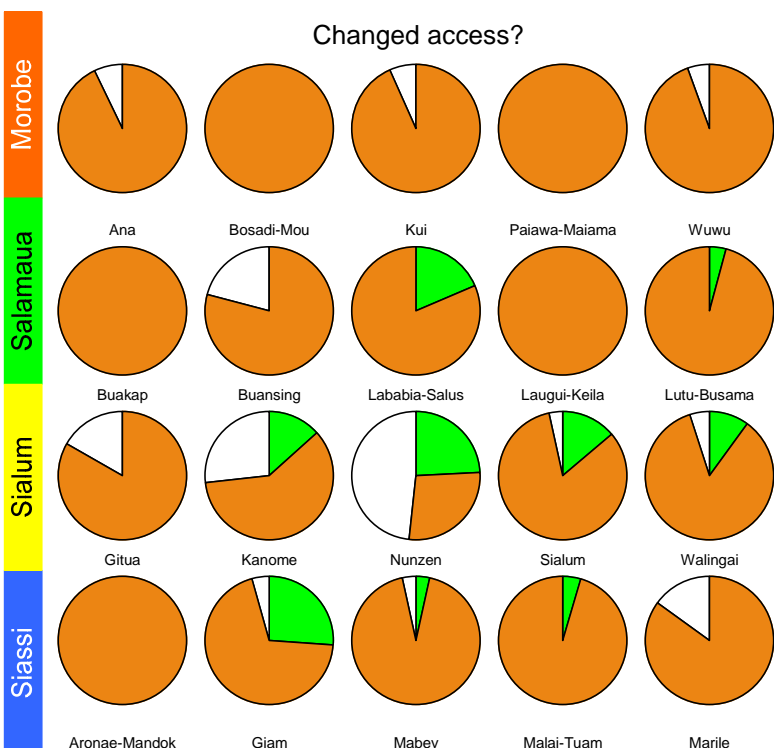 Changed access?
Morobe
Ana
Bosadi-Mou
Kui
Paiawa-Maiama
Wuwu
Salamaua
Buakap
Buansing
Lababia-Salus
Laugui-Keila
Lutu-Busama
Sialum
Gitua
Kanome
Nunzen
Sialum
Walingai
Siassi
Aronae-Mandok
Giam
Mabey
Malai-Tuam
Marile